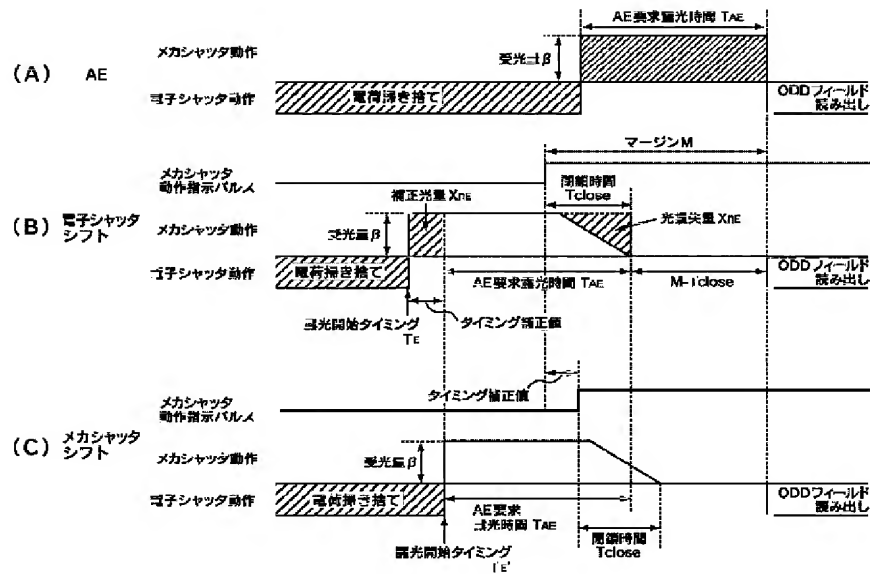 AE要求露光時間 TAE
(A) AE
メカシャッタ動作
受光量β
電子シャッタ動作
電荷掃き捨て
ODDフィールド
読み出し
マージンM
メカシャッタ
動作指示パルス
補正光量 XnE
閉鎖時間
Tclose
(B) 電子シャッタ
シフト
メカシャッタ動作
受光量β
光損失量XnE
電子シャッタ動作
電荷掃き捨て
AE要求露光時間 TAE
M-Tclose
ODDフィールド
読み出し
露光開始タイミング
TE
タイミング補正値
タイミング補正値
メカシャッタ
動作指示パルス
(C) メカシャッタ
シフト
メカシャッタ動作
受光量β
電子シャッタ動作
電荷掃き捨て
AE要求
露光時間 TAE
ODDフィールド
読み出し
露光開始タイミング
TE'
閉鎖時間
Tclose